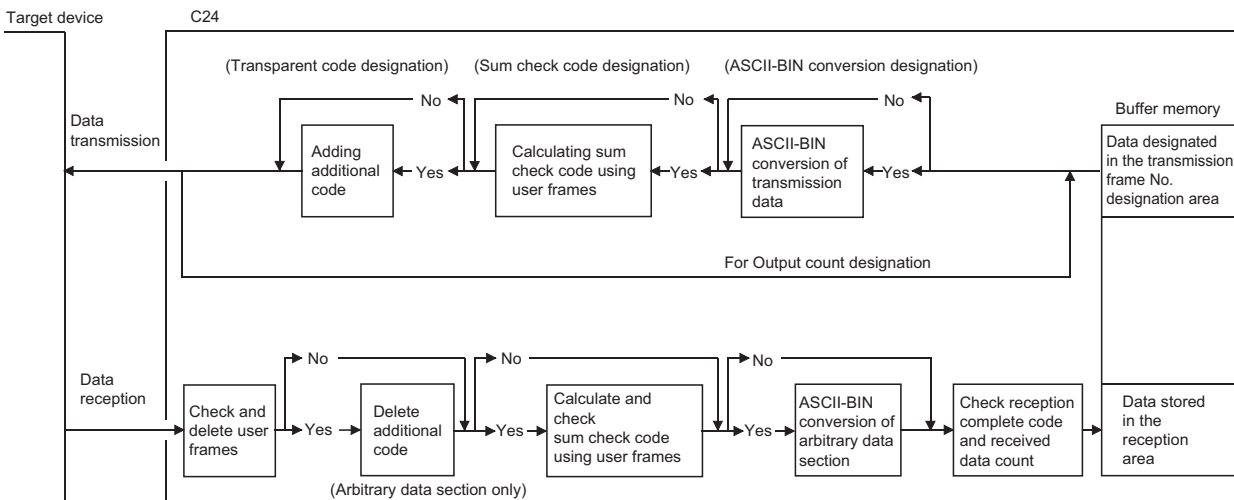 Target device
C24
(Transparent code designation)
(Sum check code designation)
(ASCII-BIN conversion designation)
No
No
No
Buffer memory
Data
transmission
Adding
additional
code
Yes
Calculating sum
check code using
user frames
Yes
ASCII-BIN
conversion of
transmission
data
Yes
Data designated
in the transmission
frame No.
designation area
For Output count designation
No
No
No
Data
reception
Check and
delete user
frames
Yes
Delete
additional
code
Yes
Calculate and
check
sum check code
using user frames
Yes
ASCII-BIN
conversion of
arbitrary data
section
Check reception
complete code
and received
data count
Data stored
in the
reception
area
(Arbitrary data section only)